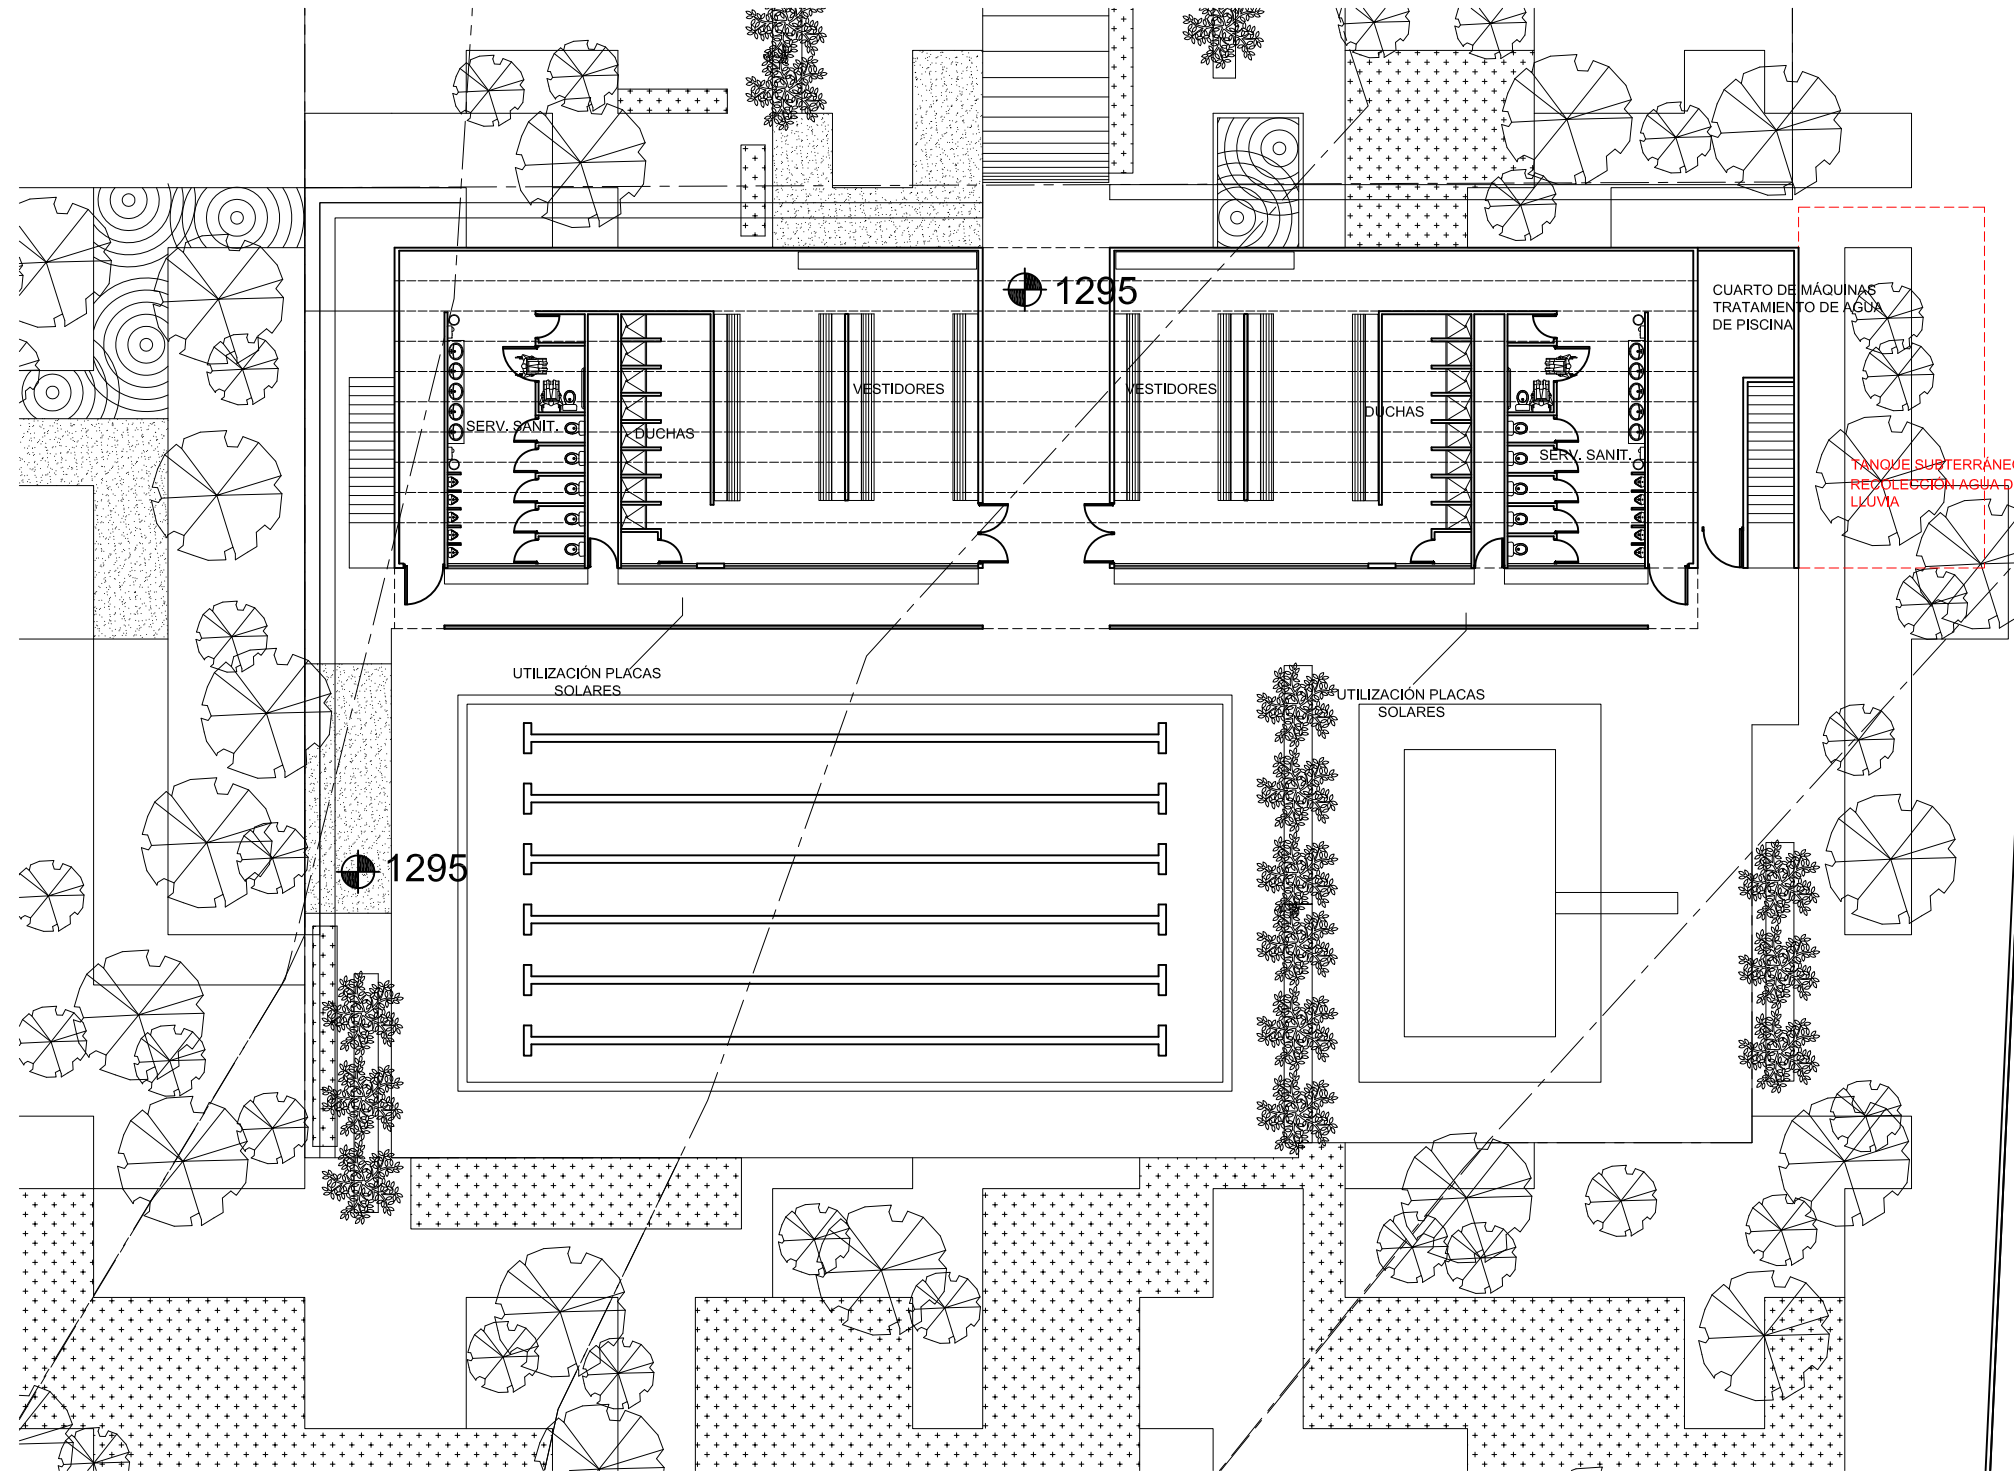 1295
CUARTO DE MÁQUINAS
TRATAMIENTO DE AGUA
DE PISCINA
VESTIDORES
VESTIDORES
DUCHAS
SERV. SANIT.
DUCHAS
SERV. SANIT.
TANQUE SUBTERRÁNEO
RECOLECCIÓN AGUA D
LLUVIA
UTILIZACIÓN PLACAS
SOLARES
UTILIZACIÓN PLACAS
SOLARES
1295